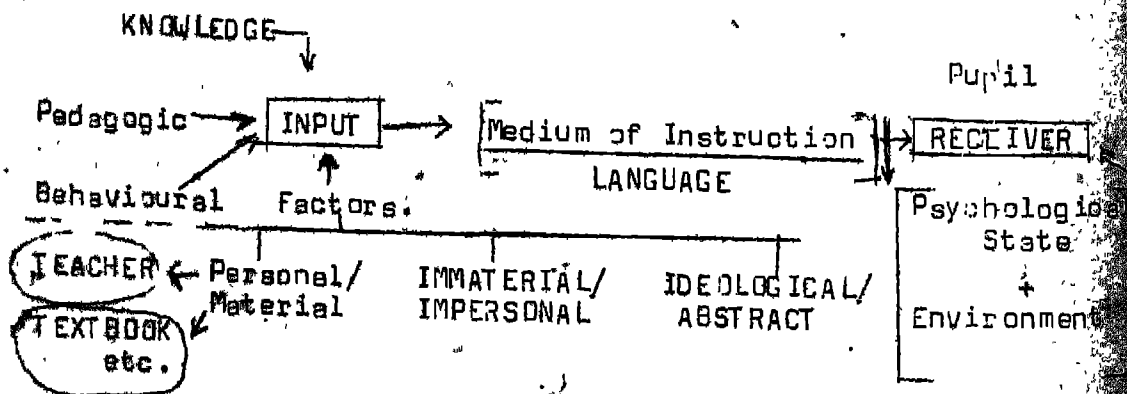 KNOWLEDGE
Pupil
Pedagogic INPUT Medium of Instruction RECEIVER
LANGUAGE
Behavioural Factors.
Psychological
State
+
Environment
TEACHER Personal/
Material
IMMATERIAL/
IMPERSONAL
IDEOLOGICAL/
ABSTRACT
TEXTBOOK
etc.